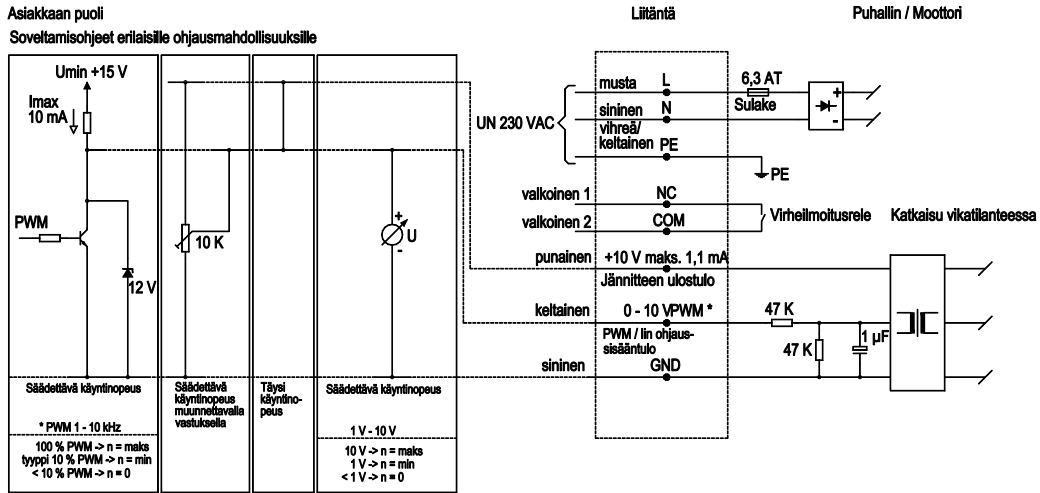 Asiakkaan puoli
Liitäntä
Puhallin / Moottori
Soveltamisohjeet erilaisille ohjausmahdollisuuksille
Umin +15 V
Imax
10 mA
PWM
12 V
Säädettävä käyntinopeus
* PWM 1 - 10 kHz
100 % PWM -> n = maks
tyyppi 10 % PWM -> n = min
< 10 % PWM -> n = 0
10 K
Säädettävä
käyntinopeus
muunnettavalla
vastuksella
Täysi
käyntino-
peus
+
U
-
Säädettävä käyntinopeus
1 V - 10 V
10 V -> n = maks
1 V -> n = min
< 1 V -> n = 0
UN 230 VAC
musta
L
6,3 AT
Sulake
+
-
sininen
N
vihreä/
keltainen
PE
PE
valkoinen 1
NC
valkoinen 2
COM
Virheilmoitusrele
Katkaisu vikatilanteessa
punainen
+10 V maks. 1,1 mA
Jännitteen ulostulo
keltainen
0 - 10 VPWM *
PWM / lin ohjaus-
sisääntulo
47 K
47 K
1 µF
sininen
GND